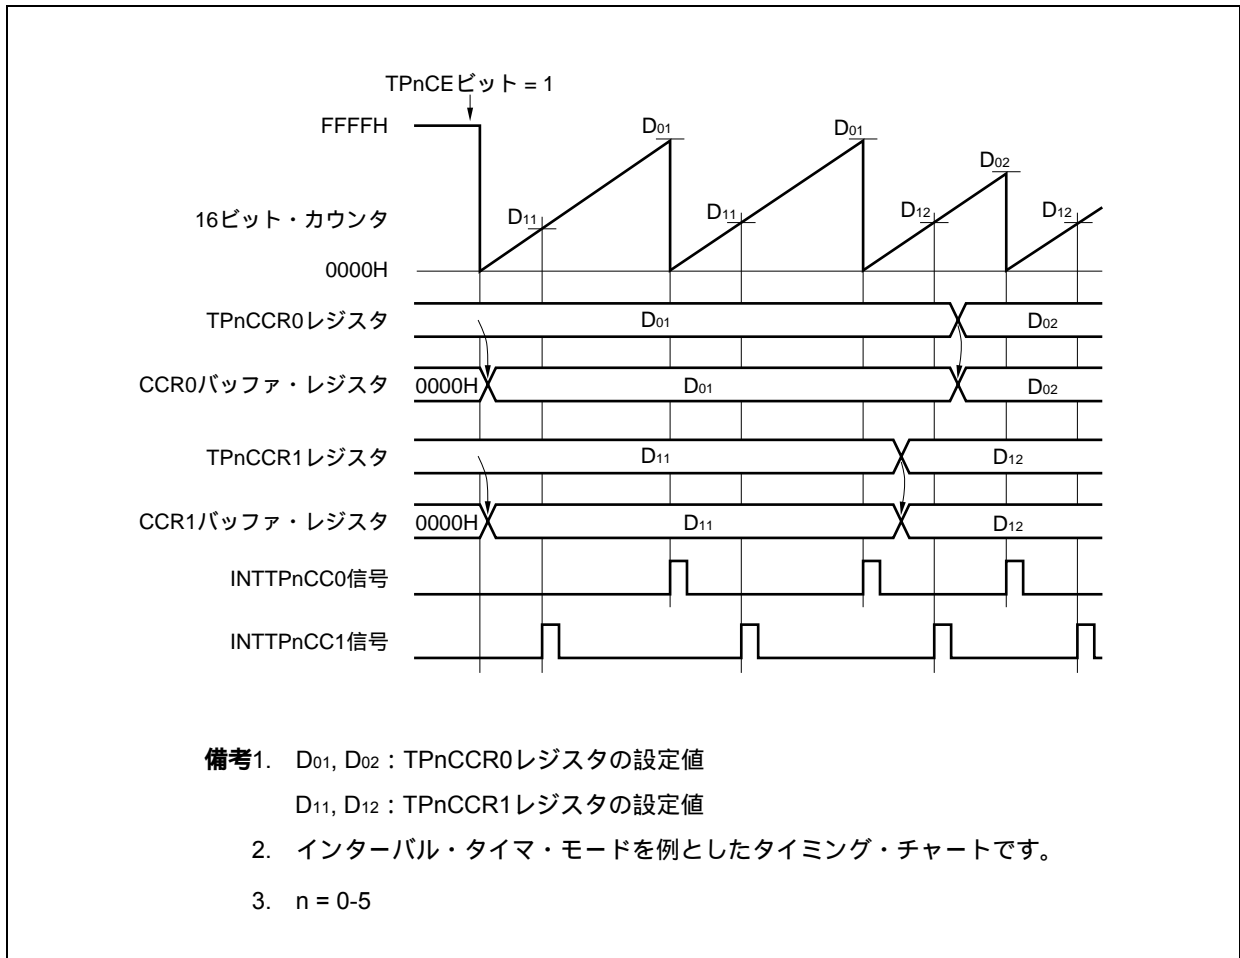 TPnCEビット = 1
FFFFH
D01 D01 D02
16ビット・カウンタ
D11 D11 D12 D12
0000H
TPnCCR0レジスタ D01 D02
CCR0バッファ・レジスタ 0000H D01 D02
TPnCCR1レジスタ D11 D12
CCR1バッファ・レジスタ 0000H D11 D12
INTTPnCC0信号
INTTPnCC1信号
備考1. D01, D02：TPnCCR0レジスタの設定値
D11, D12：TPnCCR1レジスタの設定値
2. インターバル・タイマ・モードを例としたタイミング・チャートです。
3. n = 0-5